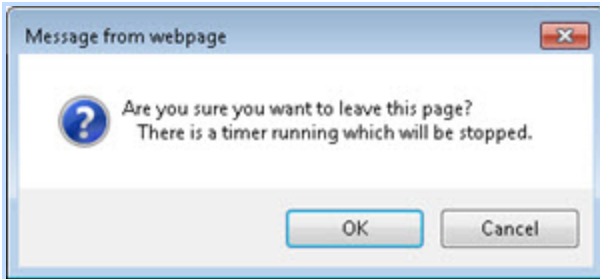 Message from webpage
Are you sure you want to leave this page?
There is a timer running which will be stopped.
OK
Cancel